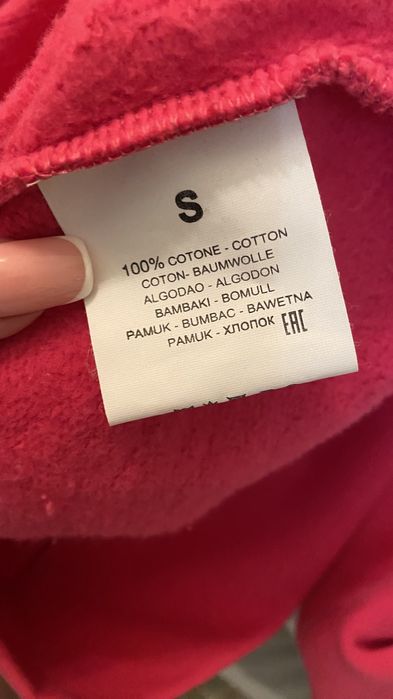 S
100% COTONE - COTTON
COTON- BAUMWOLLE
ALGODAO - ALGODON
BAMBAKI - BOMULL
PAMUK - BUMBAC - BAWETNA
PAMUK - ХЛОПОК EAC